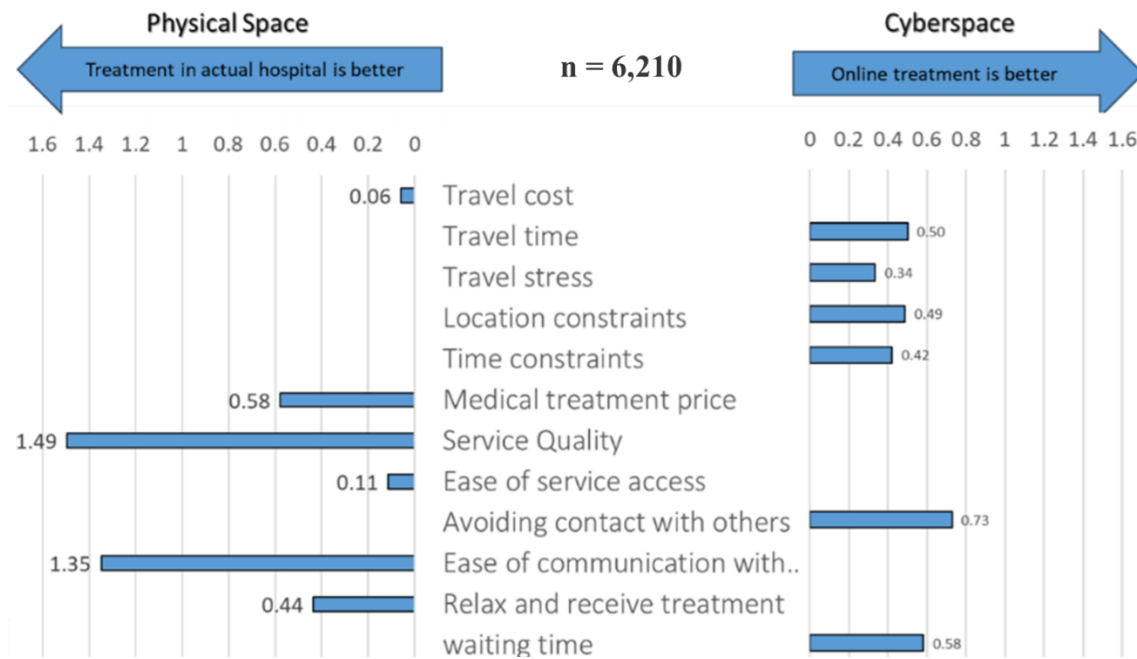 Physical Space
Cyberspace
Treatment in actual hospital is better
n = 6,210
Online treatment is better
1.6 1.4 1.2 1 0.8 0.6 0.4 0.2 0
0 0.2 0.4 0.6 0.8 1 1.2 1.4 1.6
0.06 Travel cost
Travel time 0.50
Travel stress 0.34
Location constraints 0.49
Time constraints 0.42
0.58 Medical treatment price
1.49 Service Quality
0.11 Ease of service access
Avoiding contact with others 0.73
1.35 Ease of communication with..
0.44 Relax and receive treatment
waiting time 0.58